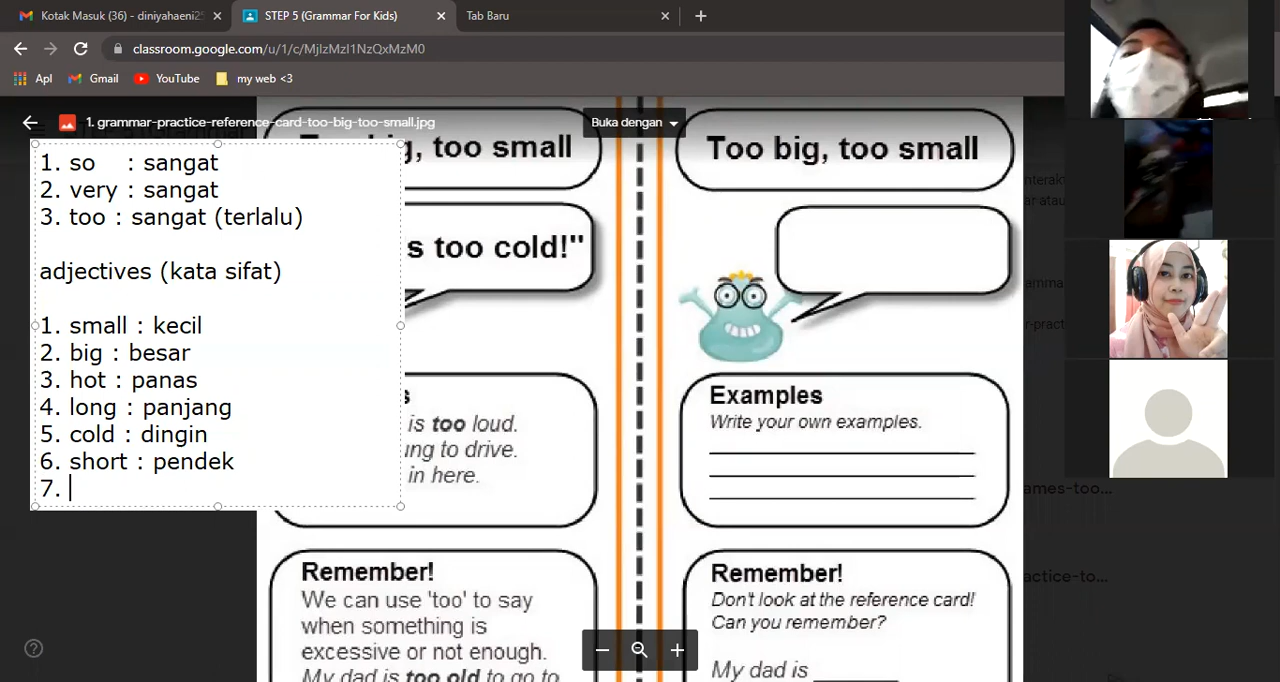 Kotak Masuk (36) - diniyahaeni2
STEP 5 (Grammar For Kids)
Tab Baru
classroom.google.com/u/1/c/MjIzMzI1NzQxMzM0
Apl
Gmail
YouTube
my web <3
1. grammar-practice-reference-card-too-big-too-small.jpg
Buka dengan
1. so : sangat
2. very : sangat
3. too : sangat (terlalu)
adjectives (kata sifat)
1. small : kecil
2. big : besar
3. hot : panas
4. long : panjang
5. cold : dingin
6. short : pendek
7.
g, too small
s too cold!"
s
is too loud.
ung to drive.
in here.
Remember!
We can use 'too' to say
when something is
excessive or not enough.
My dad is too old to go to
Too big, too small
Examples
Write your own examples.
Remember!
Don't look at the reference card!
Can you remember?
My dad is ______
ames-too...
actice-to...